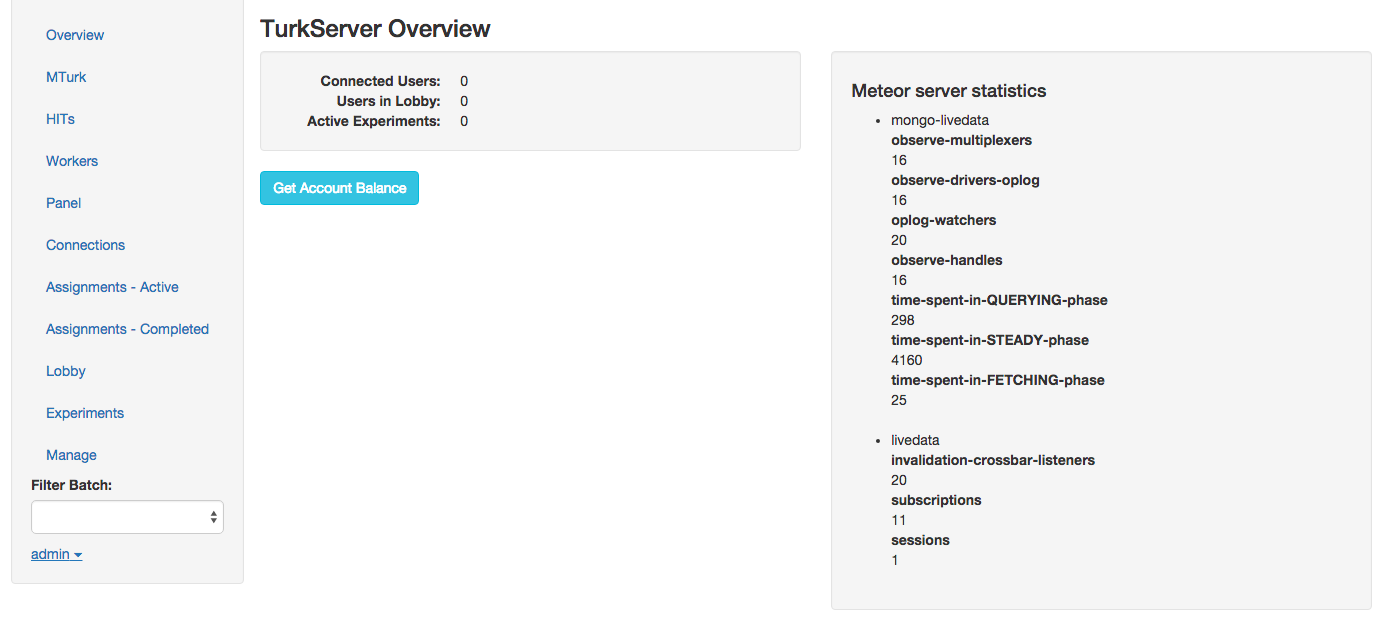 Overview
MTurk
HITs
Workers
Panel
Connections
Assignments - Active
Assignments - Completed
Lobby
Experiments
Manage
Filter Batch:
admin
TurkServer Overview
Connected Users: 0
Users in Lobby: 0
Active Experiments: 0
Get Account Balance
Meteor server statistics
mongo-livedata
observe-multiplexers
16
observe-drivers-oplog
16
oplog-watchers
20
observe-handles
16
time-spent-in-QUERYING-phase
298
time-spent-in-STEADY-phase
4160
time-spent-in-FETCHING-phase
25
livedata
invalidation-crossbar-listeners
20
subscriptions
11
sessions
1